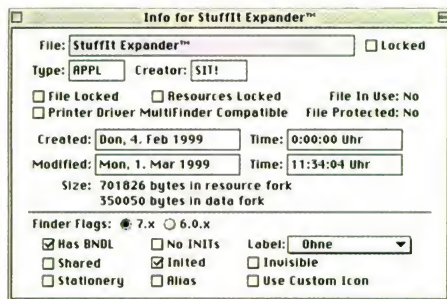 Info for StuffIt Expander™
File: StuffIt Expander™ Locked
Type: APPL Creator: SIT!
File Locked Resources Locked File In Use: No
Printer Driver MultiFinder Compatible File Protected: No
Created: Don, 4. Feb 1999 Time: 0:00:00 Uhr
Modified: Mon, 1. Mar 1999 Time: 11:34:04 Uhr
Size: 701826 bytes in resource fork
350050 bytes in data fork
Finder Flags: 7.x 6.0.x
Has BNDL No INITs Label: Ohne
Shared Inited Invisible
Stationery Alias Use Custom Icon